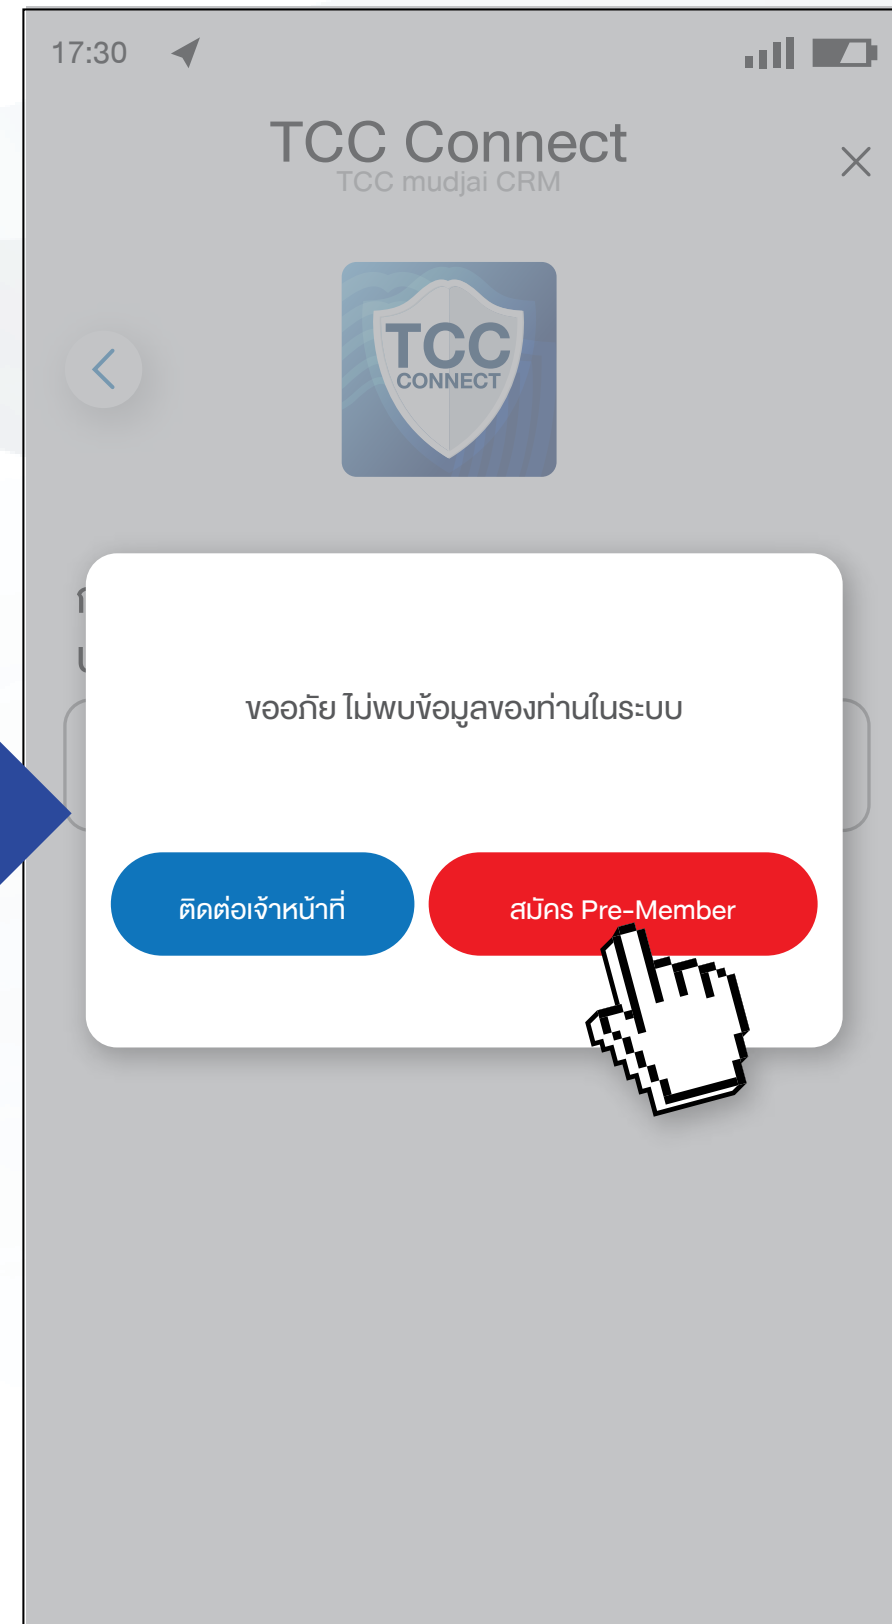 17:30
TCC Connect
TCC mudjai CRM
TCC
CONNECT
ขออภัย ไม่พบข้อมูลของท่านในระบบ
ติดต่อเจ้าหน้าที่
สมัคร Pre-Member